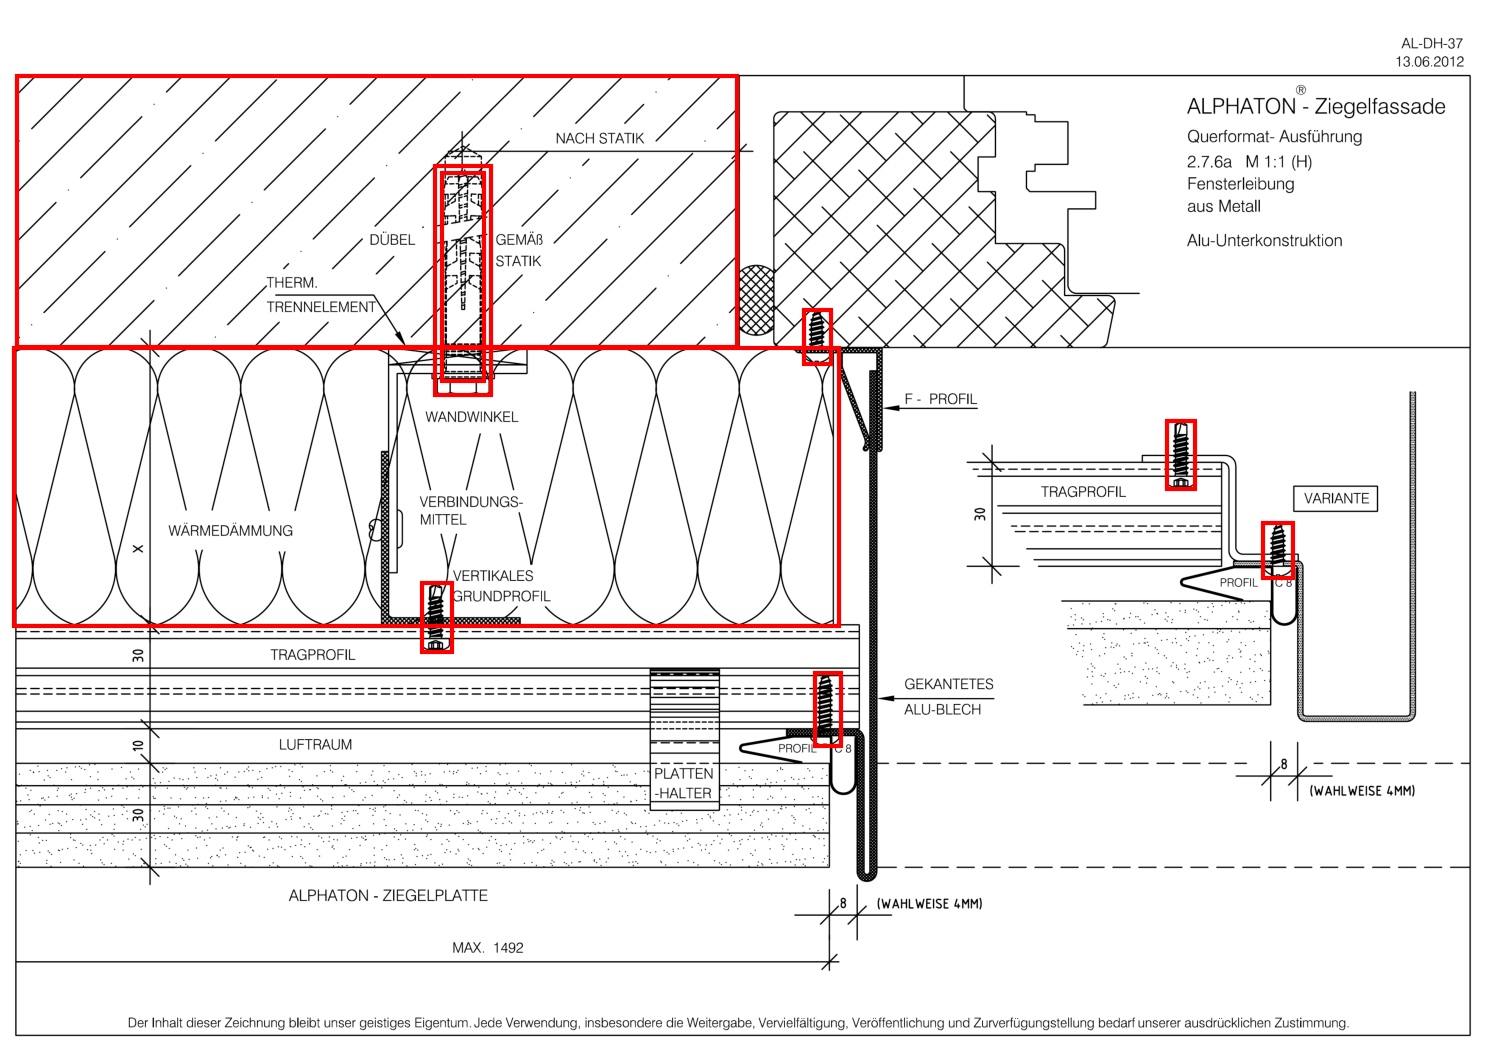 AL-DH-37
13.06.2012
ALPHATON® - Ziegelfassade
Querformat- Ausführung
2.7.6a M 1:1 (H)
Fensterleibung
aus Metall
Alu-Unterkonstruktion
NACH STATIK
DÜBEL
GEMÄß
STATIK
THERM.
TRENNELEMENT
WANDWINKEL
F - PROFIL
VERBINDUNGS-
MITTEL
WÄRMEDÄMMUNG
X
VERTIKALES
GRUNDPROFIL
TRAGPROFIL
30
VARIANTE
PROFIL C 8
30
TRAGPROFIL
GEKANTETES
ALU-BLECH
10
LUFTRAUM
PROFIL C 8
PLATTEN
-HALTER
8
(WAHLWEISE 4MM)
30
ALPHATON - ZIEGELPLATTE
8
(WAHLWEISE 4MM)
MAX. 1492
Der Inhalt dieser Zeichnung bleibt unser geistiges Eigentum. Jede Verwendung, insbesondere die Weitergabe, Vervielfältigung, Veröffentlichung und Zurverfügungstellung bedarf unserer ausdrücklichen Zustimmung.